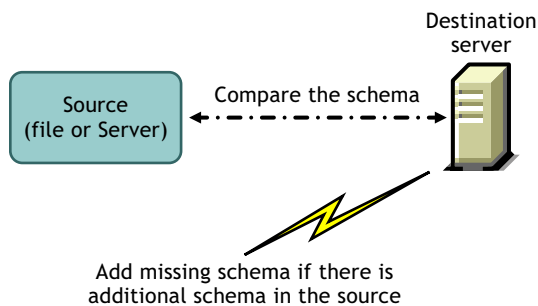 Destination
server
Source
(file or Server)
Compare the schema
Add missing schema if there is
additional schema in the source